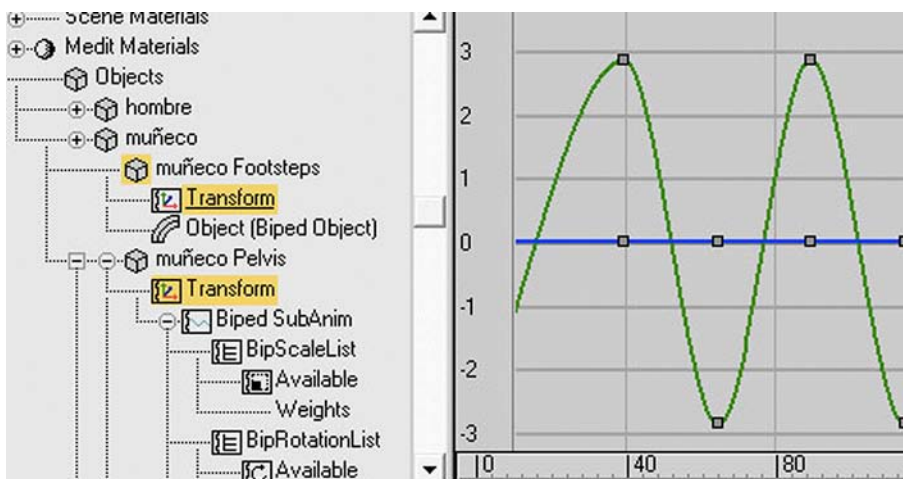 Scene Materials
Medit Materials
Objects
hombre
muñeco
muñeco Footsteps
Transform
Object (Biped Object)
muñeco Pelvis
Transform
Biped SubAnim
BipScaleList
Available
Weights
BipRotationList
Available
3
2
1
0
-1
-2
-3
0
40
80